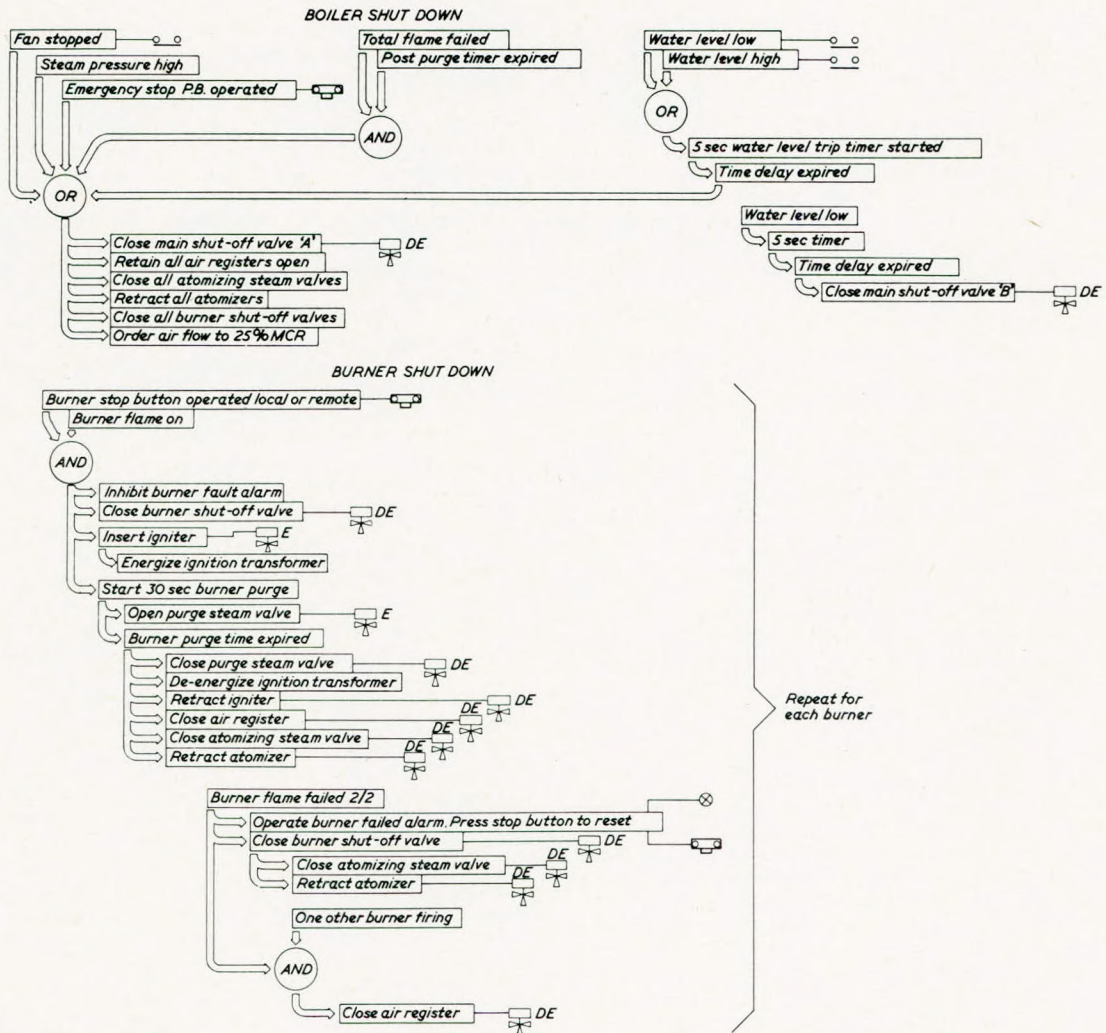 BOILER SHUT DOWN
Fan stopped
Total flame failed
Water level low
Steam pressure high
Post purge timer expired
Water level high
Emergency stop P.B. operated
OR
AND
5 sec water level trip timer started
Time delay expired
OR
Water level low
Close main shut-off valve 'A'
DE
5 sec timer
Retain all air registers open
Time delay expired
Close all atomizing steam valves
Close main shut-off valve 'B'
DE
Retract all atomizers
Close all burner shut-off valves
Order air flow to 25% MCR
BURNER SHUT DOWN
Burner stop button operated local or remote
Burner flame on
AND
Inhibit burner fault alarm
Close burner shut-off valve
DE
Insert igniter
E
Energize ignition transformer
Start 30 sec burner purge
Open purge steam valve
E
Burner purge time expired
Close purge steam valve
DE
De-energize ignition transformer
Retract igniter
DE
Close air register
DE
Close atomizing steam valve
DE
Retract atomizer
DE
Repeat for
each burner
Burner flame failed 2/2
Operate burner failed alarm. Press stop button to reset
Close burner shut-off valve
DE
Close atomizing steam valve
DE
Retract atomizer
DE
One other burner firing
AND
Close air register
DE